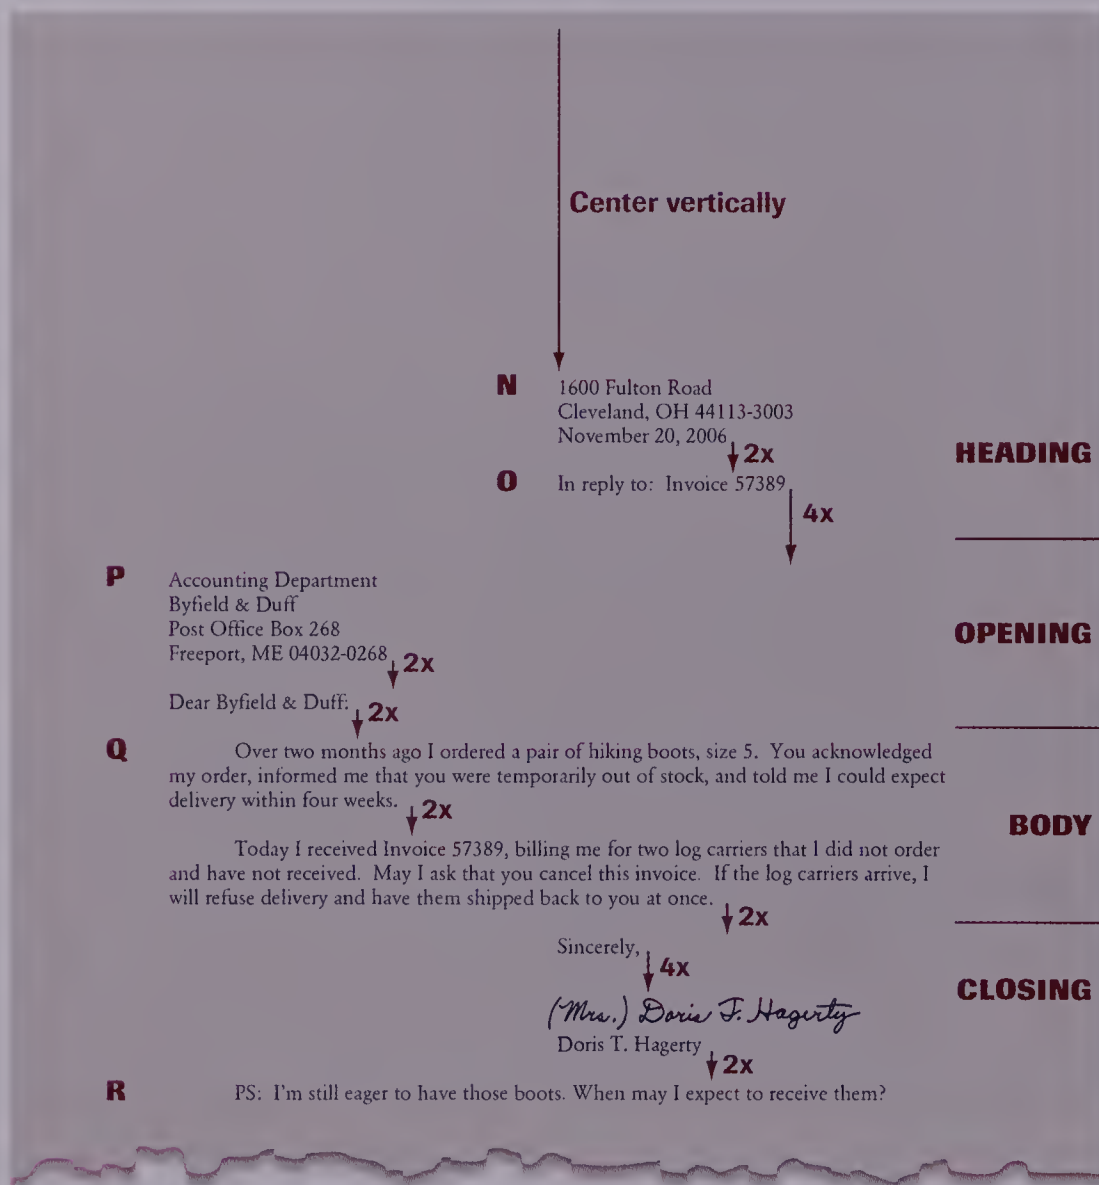 Center vertically
N 1600 Fulton Road
Cleveland, OH 44113-3003
November 20, 2006 2x
HEADING
O In reply to: Invoice 57389
4x
P Accounting Department
Byfield & Duff
Post Office Box 268
OPENING
Freeport, ME 04032-0268 2x
Dear Byfield & Duff: 2x
Q Over two months ago I ordered a pair of hiking boots, size 5. You acknowledged
my order, informed me that you were temporarily out of stock, and told me I could expect
delivery within four weeks. 2x
BODY
Today I received Invoice 57389, billing me for two log carriers that I did not order
and have not received. May I ask that you cancel this invoice. If the log carriers arrive, I
will refuse delivery and have them shipped back to you at once. 2x
Sincerely,
4x
CLOSING
(Mrs.) Doris T. Hagerty
Doris T. Hagerty 2x
R PS: I'm still eager to have those boots. When may I expect to receive them?